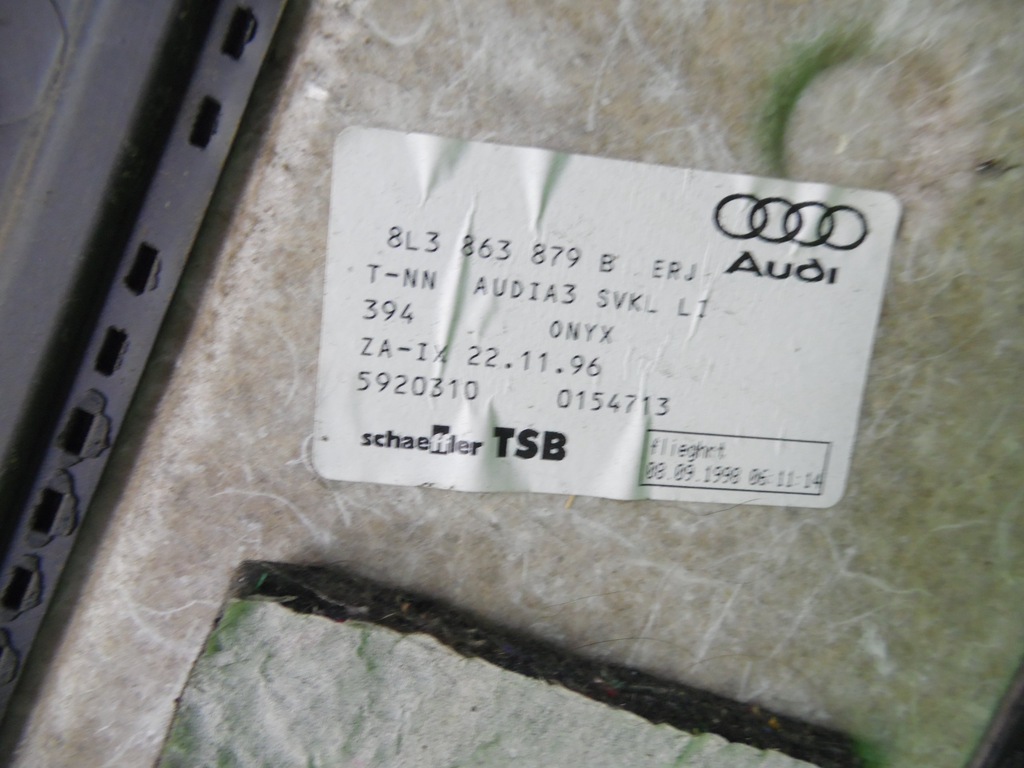 Audi
8L3 863 879 B ERJ
T-NN AUDIA3 SVKL LI
394 ONYX
ZA-IX 22.11.96
5920310 0154713
schaeffler TSB
flieghrt
08.09.1998 06:11:14